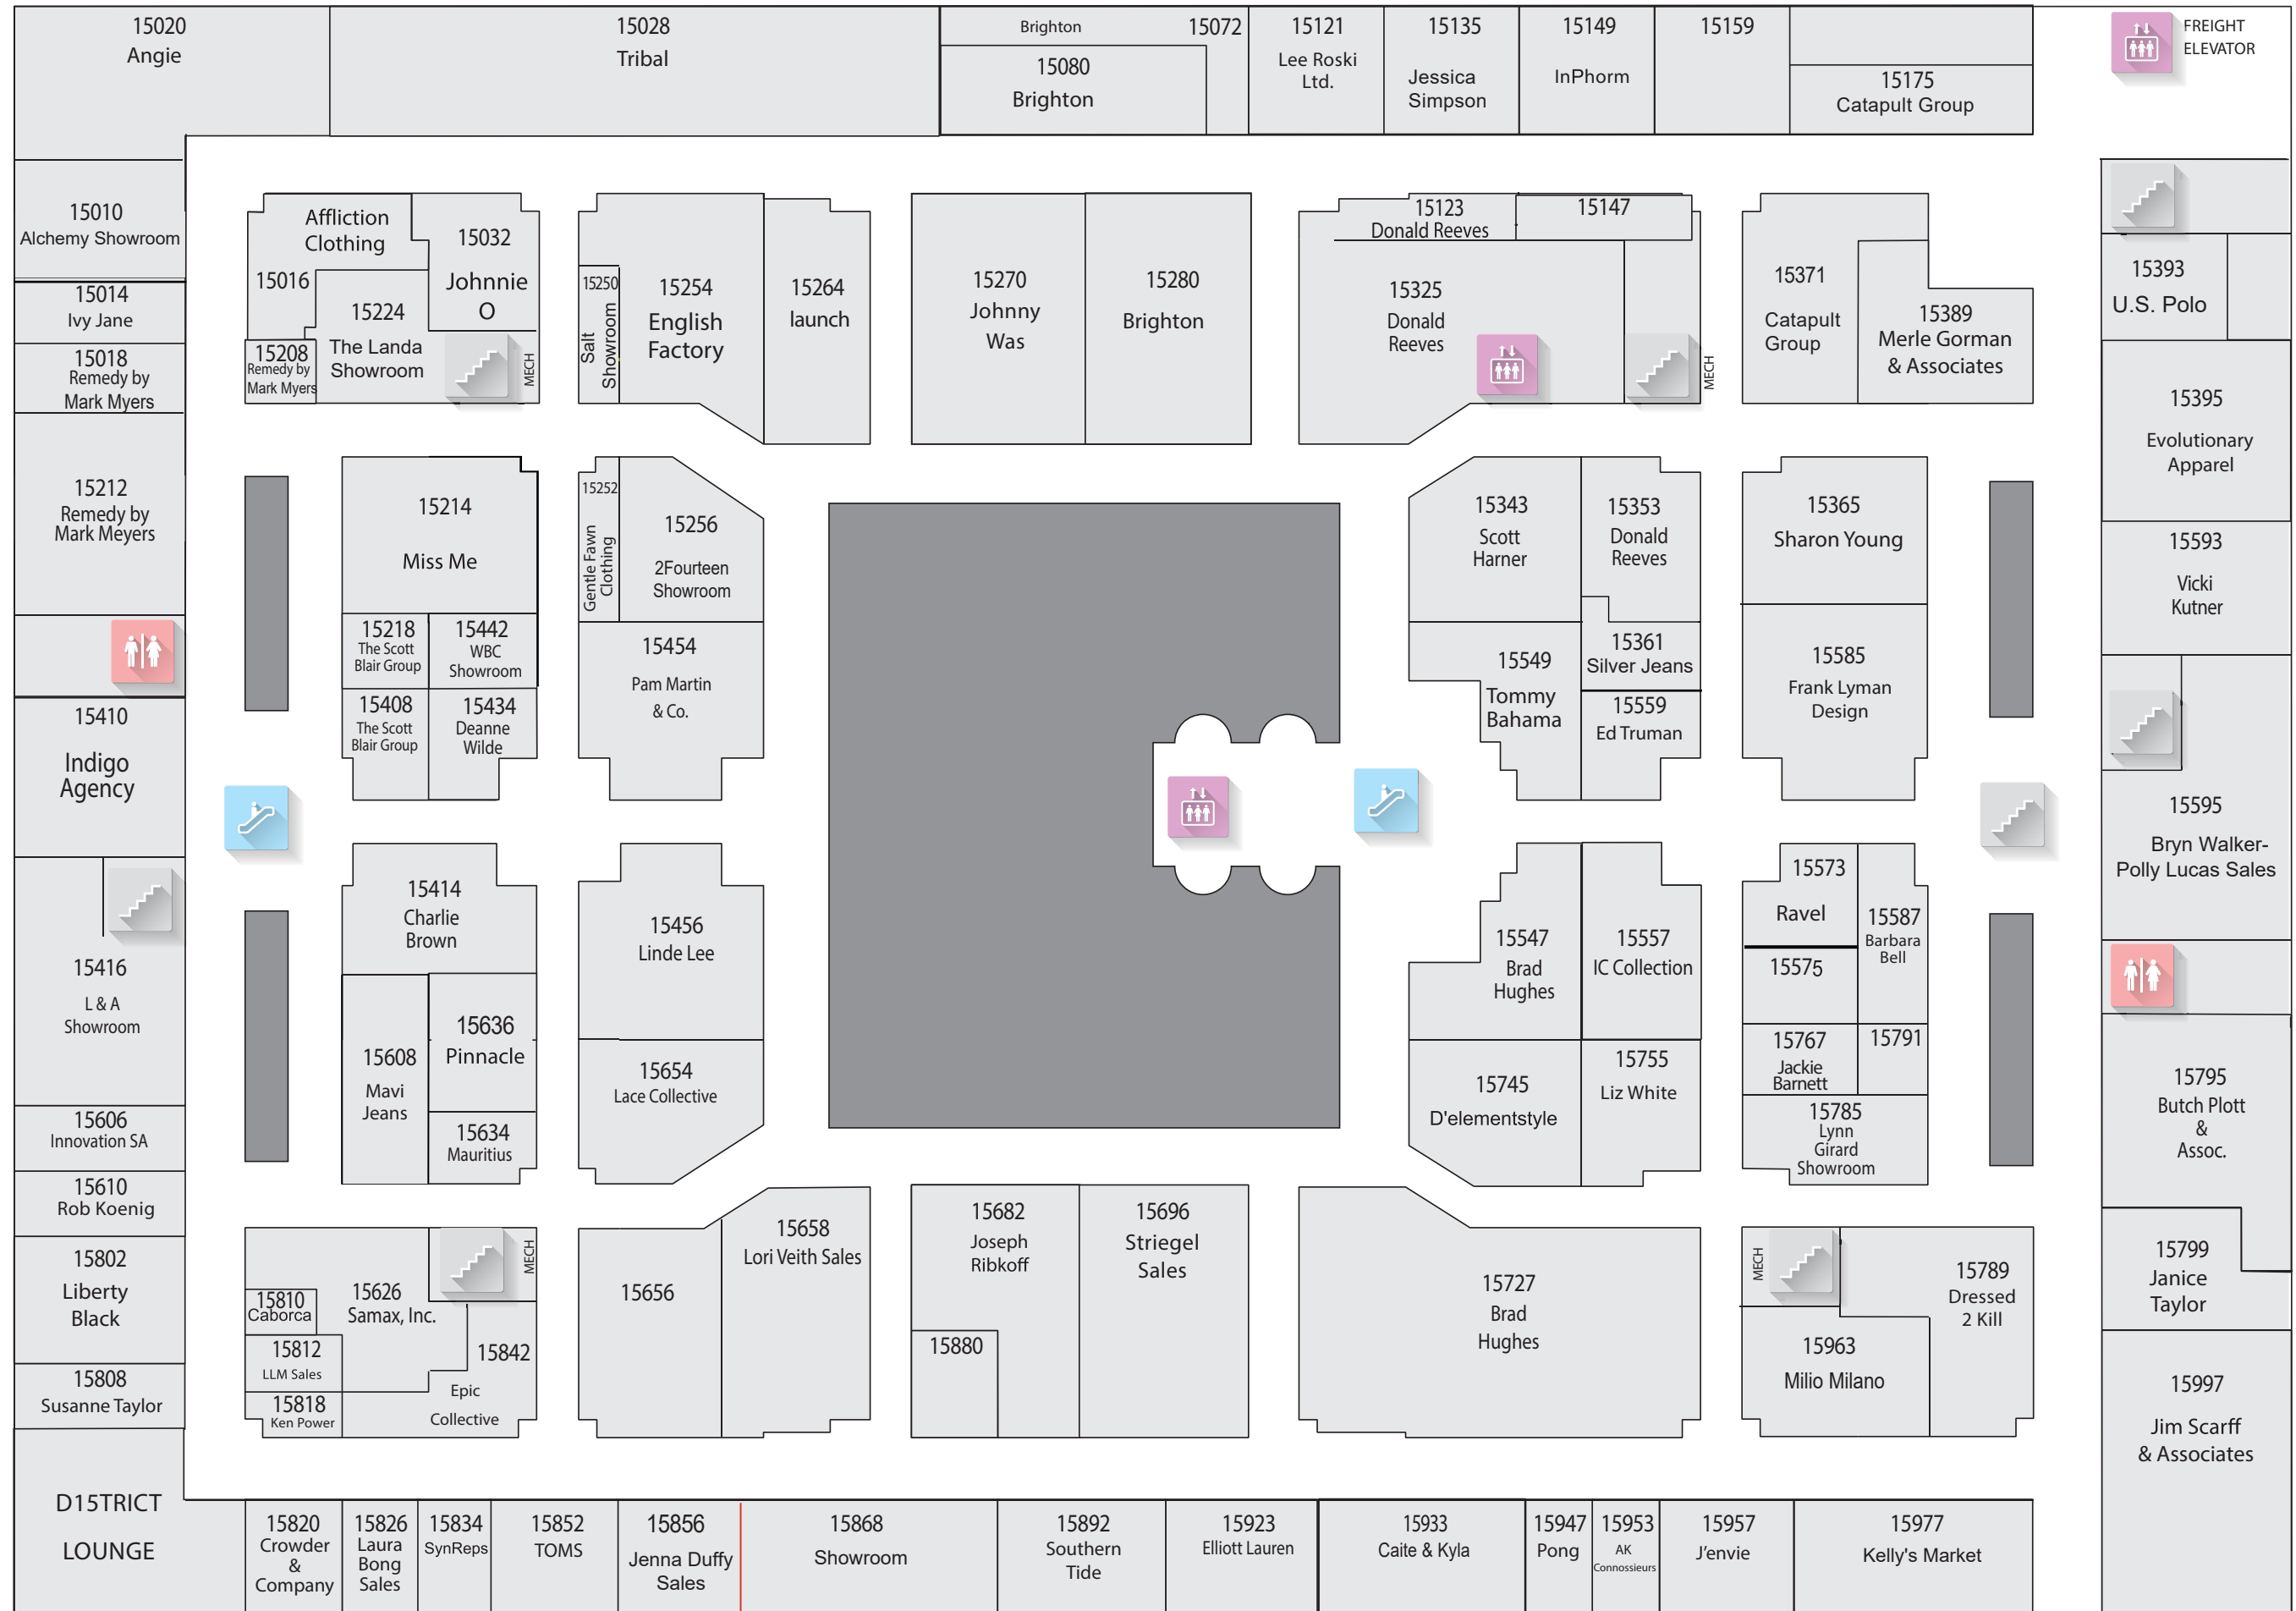 15020
Angie
15028
Tribal
Brighton
15072
15080
Brighton
15121
Lee Roski
Ltd.
15135
Jessica
Simpson
15149
InPhorm
15159
15175
Catapult Group
FREIGHT
ELEVATOR
15010
Alchemy Showroom
15014
Ivy Jane
15018
Remedy by
Mark Myers
15212
Remedy by
Mark Meyers
15410
Indigo
Agency
15416
L & A
Showroom
15606
Innovation SA
15610
Rob Koenig
15802
Liberty
Black
15808
Susanne Taylor
D15TRICT
LOUNGE
Affliction
Clothing
15016
15032
Johnnie
O
15224
The Landa
Showroom
15208
Remedy by
Mark Myers
MECH
15250
Salt
Showroom
15254
English
Factory
15264
launch
15270
Johnny
Was
15280
Brighton
15123
Donald Reeves
15147
15325
Donald
Reeves
MECH
15371
Catapult
Group
15389
Merle Gorman
& Associates
15393
U.S. Polo
15395
Evolutionary
Apparel
15593
Vicki
Kutner
15595
Bryn Walker-
Polly Lucas Sales
15795
Butch Plott
&
Assoc.
15799
Janice
Taylor
15997
Jim Scarff
& Associates
15214
Miss Me
15218
The Scott
Blair Group
15442
WBC
Showroom
15408
The Scott
Blair Group
15434
Deanne
Wilde
15252
Gentle Fawn
Clothing
15256
2Fourteen
Showroom
15454
Pam Martin
& Co.
15343
Scott
Harner
15353
Donald
Reeves
15361
Silver Jeans
15549
Tommy
Bahama
15559
Ed Truman
15365
Sharon Young
15585
Frank Lyman
Design
15414
Charlie
Brown
15608
Mavi
Jeans
15636
Pinnacle
15634
Mauritius
15456
Linde Lee
15654
Lace Collective
15547
Brad
Hughes
15557
IC Collection
15745
D'elementstyle
15755
Liz White
15573
Ravel
15587
Barbara
Bell
15575
15767
Jackie
Barnett
15791
15785
Lynn
Girard
Showroom
15626
Samax, Inc.
MECH
15810
Caborca
15812
LLM Sales
15818
Ken Power
15842
Epic
Collective
15656
15658
Lori Veith Sales
15682
Joseph
Ribkoff
15880
15696
Striegel
Sales
15727
Brad
Hughes
MECH
15789
Dressed
2 Kill
15963
Milio Milano
15820
Crowder
&
Company
15826
Laura
Bong
Sales
15834
SynReps
15852
TOMS
15856
Jenna Duffy
Sales
15868
Showroom
15892
Southern
Tide
15923
Elliott Lauren
15933
Caite & Kyla
15947
Pong
15953
AK
Connossieurs
15957
J'envie
15977
Kelly's Market